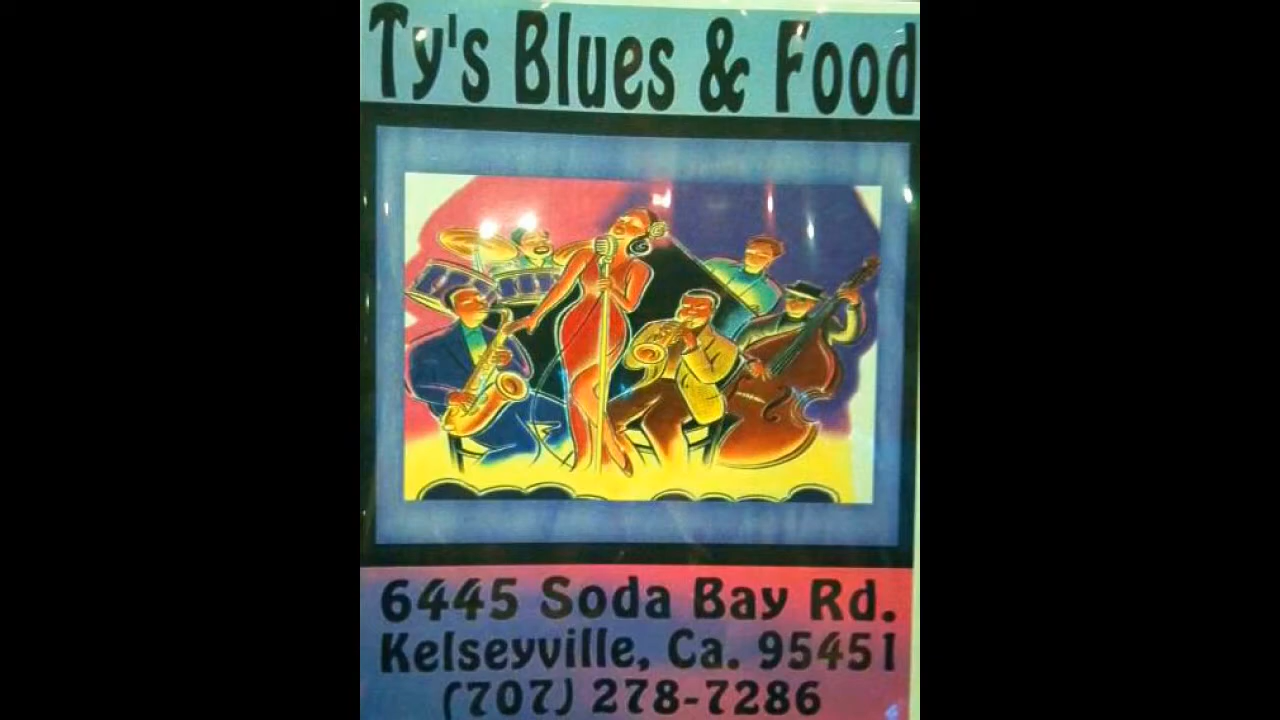 Ty's Blues & Food
6445 Soda Bay Rd.
Kelseyville, Ca. 95451
(707) 278-7286